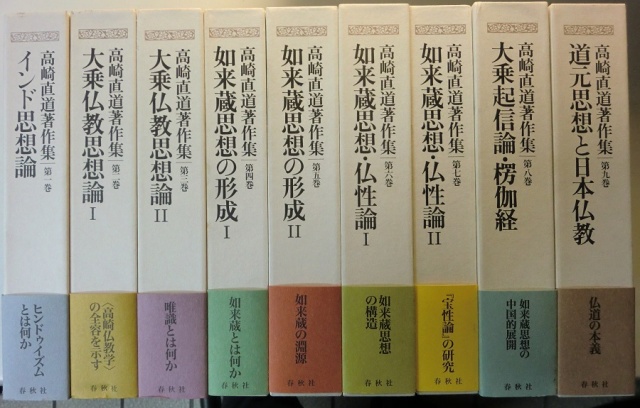 高崎直道著作集 第一巻
インド思想論
ヒンドゥイズム
とは何か
春秋社
高崎直道著作集 第二巻
大乗仏教思想論 I
〈高崎仏教学〉
の全容を示す
春秋社
高崎直道著作集 第三巻
大乗仏教思想論 II
唯識とは何か
春秋社
高崎直道著作集 第四巻
如来蔵思想の形成 I
如来蔵とは何か
春秋社
高崎直道著作集 第五巻
如来蔵思想の形成 II
如来蔵の淵源
春秋社
高崎直道著作集 第六巻
如来蔵思想・仏性論 I
如来蔵思想
の構造
春秋社
高崎直道著作集 第七巻
如来蔵思想・仏性論 II
『宝性論』の研究
春秋社
高崎直道著作集 第八巻
大乗起信論・楞伽経
如来蔵思想の
中国的展開
春秋社
高崎直道著作集 第九巻
道元思想と日本仏教
仏道の本義
春秋社